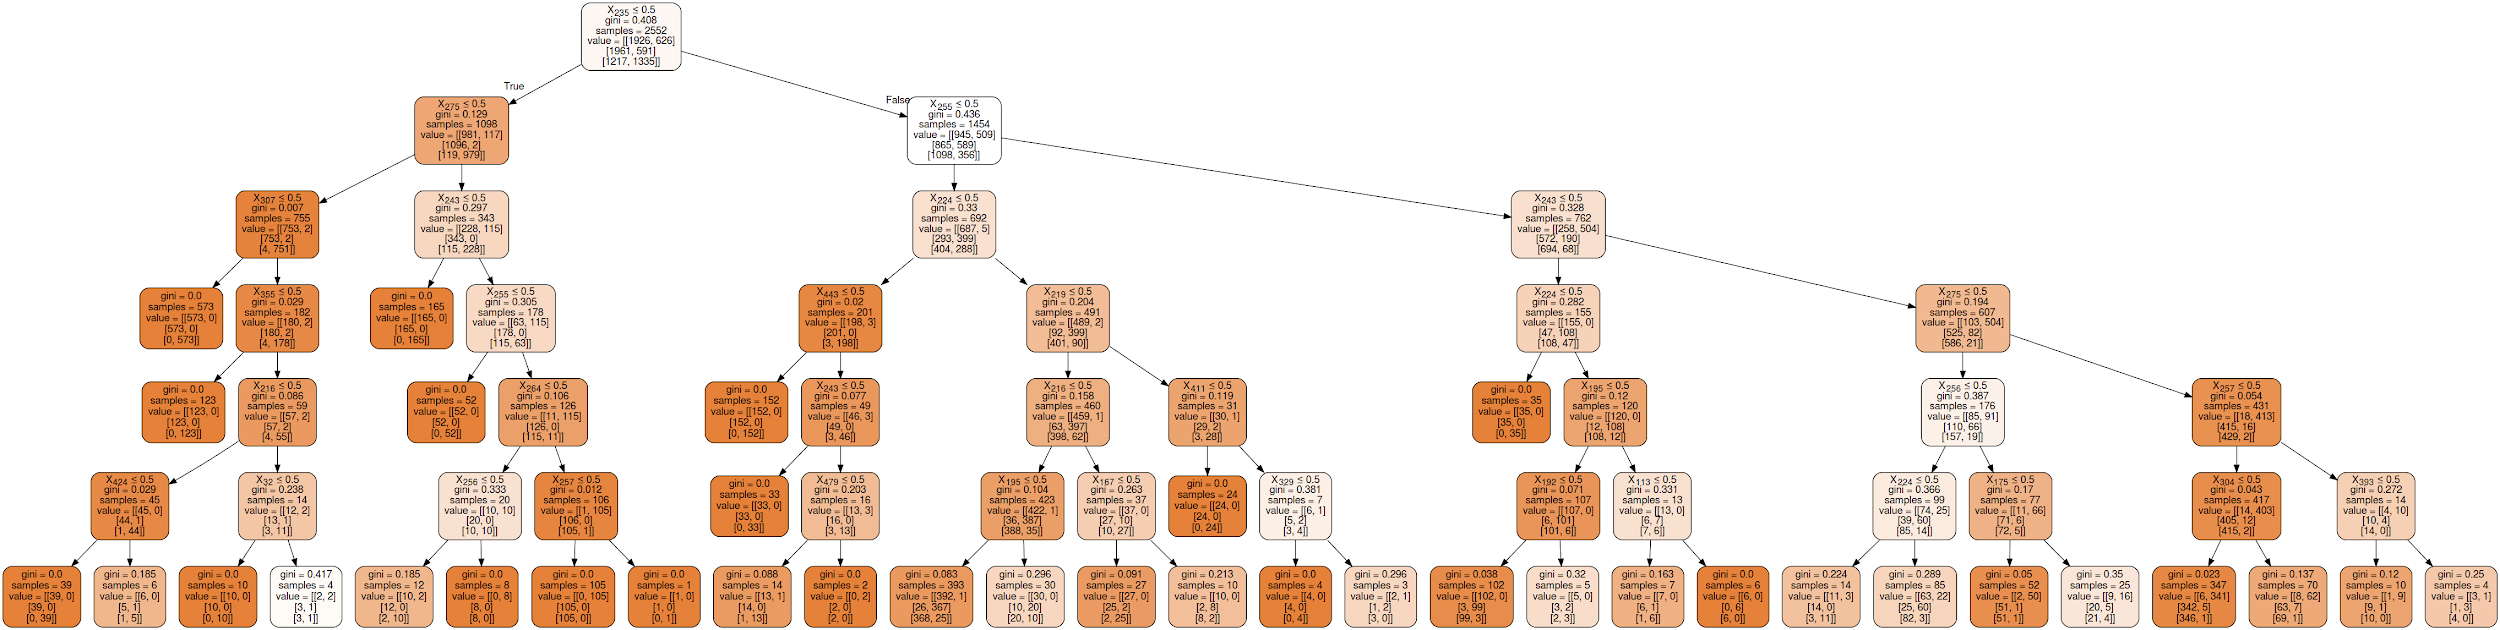 X235 ≤ 0.5
gini = 0.408
samples = 2552
value = [[1926, 626]
[1961, 591]
[1217, 1335]]
True
False
X275 ≤ 0.5
gini = 0.129
samples = 1098
value = [[981, 117]
[1096, 2]
[119, 979]]
X255 ≤ 0.5
gini = 0.436
samples = 1454
value = [[945, 509]
[865, 589]
[1098, 356]]
X307 ≤ 0.5
gini = 0.007
samples = 755
value = [[753, 2]
[753, 2]
[4, 751]]
X243 ≤ 0.5
gini = 0.297
samples = 343
value = [[228, 115]
[343, 0]
[115, 228]]
X224 ≤ 0.5
gini = 0.33
samples = 692
value = [[687, 5]
[293, 399]
[404, 288]]
X243 ≤ 0.5
gini = 0.328
samples = 762
value = [[258, 504]
[572, 190]
[694, 68]]
gini = 0.0
samples = 573
value = [[573, 0]
[573, 0]
[0, 573]]
X355 ≤ 0.5
gini = 0.029
samples = 182
value = [[180, 2]
[180, 2]
[4, 178]]
gini = 0.0
samples = 165
value = [[165, 0]
[165, 0]
[0, 165]]
X255 ≤ 0.5
gini = 0.305
samples = 178
value = [[63, 115]
[178, 0]
[115, 63]]
X443 ≤ 0.5
gini = 0.02
samples = 201
value = [[198, 3]
[201, 0]
[3, 198]]
X219 ≤ 0.5
gini = 0.204
samples = 491
value = [[489, 2]
[92, 399]
[401, 90]]
X224 ≤ 0.5
gini = 0.282
samples = 155
value = [[155, 0]
[47, 108]
[108, 47]]
X275 ≤ 0.5
gini = 0.194
samples = 607
value = [[103, 504]
[525, 82]
[586, 21]]
gini = 0.0
samples = 123
value = [[123, 0]
[123, 0]
[0, 123]]
X216 ≤ 0.5
gini = 0.086
samples = 59
value = [[57, 2]
[57, 2]
[4, 55]]
gini = 0.0
samples = 52
value = [[52, 0]
[52, 0]
[0, 52]]
X264 ≤ 0.5
gini = 0.106
samples = 126
value = [[11, 115]
[126, 0]
[115, 11]]
gini = 0.0
samples = 152
value = [[152, 0]
[152, 0]
[0, 152]]
X243 ≤ 0.5
gini = 0.077
samples = 49
value = [[46, 3]
[49, 0]
[3, 46]]
X216 ≤ 0.5
gini = 0.158
samples = 460
value = [[459, 1]
[63, 397]
[398, 62]]
X411 ≤ 0.5
gini = 0.119
samples = 31
value = [[30, 1]
[29, 2]
[3, 28]]
gini = 0.0
samples = 35
value = [[35, 0]
[35, 0]
[0, 35]]
X195 ≤ 0.5
gini = 0.12
samples = 120
value = [[120, 0]
[12, 108]
[108, 12]]
X256 ≤ 0.5
gini = 0.387
samples = 176
value = [[85, 91]
[110, 66]
[157, 19]]
X257 ≤ 0.5
gini = 0.054
samples = 431
value = [[18, 413]
[415, 16]
[429, 2]]
X424 ≤ 0.5
gini = 0.029
samples = 45
value = [[45, 0]
[44, 1]
[1, 44]]
X32 ≤ 0.5
gini = 0.238
samples = 14
value = [[12, 2]
[13, 1]
[3, 11]]
X256 ≤ 0.5
gini = 0.333
samples = 20
value = [[10, 10]
[20, 0]
[10, 10]]
X257 ≤ 0.5
gini = 0.012
samples = 106
value = [[1, 105]
[106, 0]
[105, 1]]
gini = 0.0
samples = 33
value = [[33, 0]
[33, 0]
[0, 33]]
X479 ≤ 0.5
gini = 0.203
samples = 16
value = [[13, 3]
[16, 0]
[3, 13]]
X195 ≤ 0.5
gini = 0.104
samples = 423
value = [[422, 1]
[36, 387]
[388, 35]]
X167 ≤ 0.5
gini = 0.263
samples = 37
value = [[37, 0]
[27, 10]
[10, 27]]
gini = 0.0
samples = 24
value = [[24, 0]
[24, 0]
[0, 24]]
X329 ≤ 0.5
gini = 0.381
samples = 7
value = [[6, 1]
[5, 2]
[3, 4]]
X192 ≤ 0.5
gini = 0.071
samples = 107
value = [[107, 0]
[6, 101]
[101, 6]]
X113 ≤ 0.5
gini = 0.331
samples = 13
value = [[13, 0]
[6, 7]
[7, 6]]
X224 ≤ 0.5
gini = 0.366
samples = 99
value = [[74, 25]
[39, 60]
[85, 14]]
X175 ≤ 0.5
gini = 0.17
samples = 77
value = [[11, 66]
[71, 6]
[72, 5]]
X304 ≤ 0.5
gini = 0.043
samples = 417
value = [[14, 403]
[405, 12]
[415, 2]]
X393 ≤ 0.5
gini = 0.272
samples = 14
value = [[4, 10]
[10, 4]
[14, 0]]
gini = 0.0
samples = 39
value = [[39, 0]
[39, 0]
[0, 39]]
gini = 0.185
samples = 6
value = [[6, 0]
[5, 1]
[1, 5]]
gini = 0.0
samples = 10
value = [[10, 0]
[10, 0]
[0, 10]]
gini = 0.417
samples = 4
value = [[2, 2]
[3, 1]
[3, 1]]
gini = 0.185
samples = 12
value = [[10, 2]
[12, 0]
[2, 10]]
gini = 0.0
samples = 8
value = [[0, 8]
[8, 0]
[8, 0]]
gini = 0.0
samples = 105
value = [[0, 105]
[105, 0]
[105, 0]]
gini = 0.0
samples = 1
value = [[1, 0]
[1, 0]
[0, 1]]
gini = 0.088
samples = 14
value = [[13, 1]
[14, 0]
[1, 13]]
gini = 0.0
samples = 2
value = [[0, 2]
[2, 0]
[2, 0]]
gini = 0.083
samples = 393
value = [[392, 1]
[26, 367]
[368, 25]]
gini = 0.296
samples = 30
value = [[30, 0]
[10, 20]
[20, 10]]
gini = 0.091
samples = 27
value = [[27, 0]
[25, 2]
[2, 25]]
gini = 0.213
samples = 10
value = [[10, 0]
[2, 8]
[8, 2]]
gini = 0.0
samples = 4
value = [[4, 0]
[4, 0]
[0, 4]]
gini = 0.296
samples = 3
value = [[2, 1]
[1, 2]
[3, 0]]
gini = 0.038
samples = 102
value = [[102, 0]
[3, 99]
[99, 3]]
gini = 0.32
samples = 5
value = [[5, 0]
[3, 2]
[2, 3]]
gini = 0.163
samples = 7
value = [[7, 0]
[6, 1]
[1, 6]]
gini = 0.0
samples = 6
value = [[6, 0]
[0, 6]
[6, 0]]
gini = 0.224
samples = 14
value = [[11, 3]
[14, 0]
[3, 11]]
gini = 0.289
samples = 85
value = [[63, 22]
[25, 60]
[82, 3]]
gini = 0.05
samples = 52
value = [[2, 50]
[51, 1]
[51, 1]]
gini = 0.35
samples = 25
value = [[9, 16]
[20, 5]
[21, 4]]
gini = 0.023
samples = 347
value = [[6, 341]
[342, 5]
[346, 1]]
gini = 0.137
samples = 70
value = [[8, 62]
[63, 7]
[69, 1]]
gini = 0.12
samples = 10
value = [[1, 9]
[9, 1]
[10, 0]]
gini = 0.25
samples = 4
value = [[3, 1]
[1, 3]
[4, 0]]